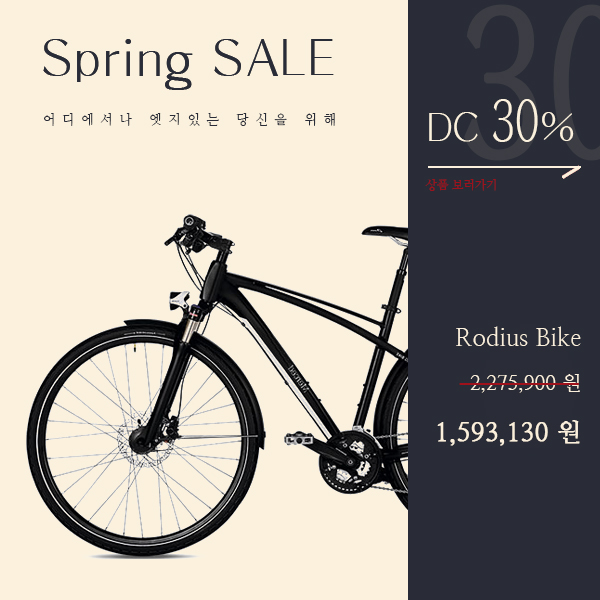 Spring SALE
어디에서나 엣지있는 당신을 위해
30
DC 30%
상품 보러가기
Rodius Bike
2,275,900 원
1,593,130 원